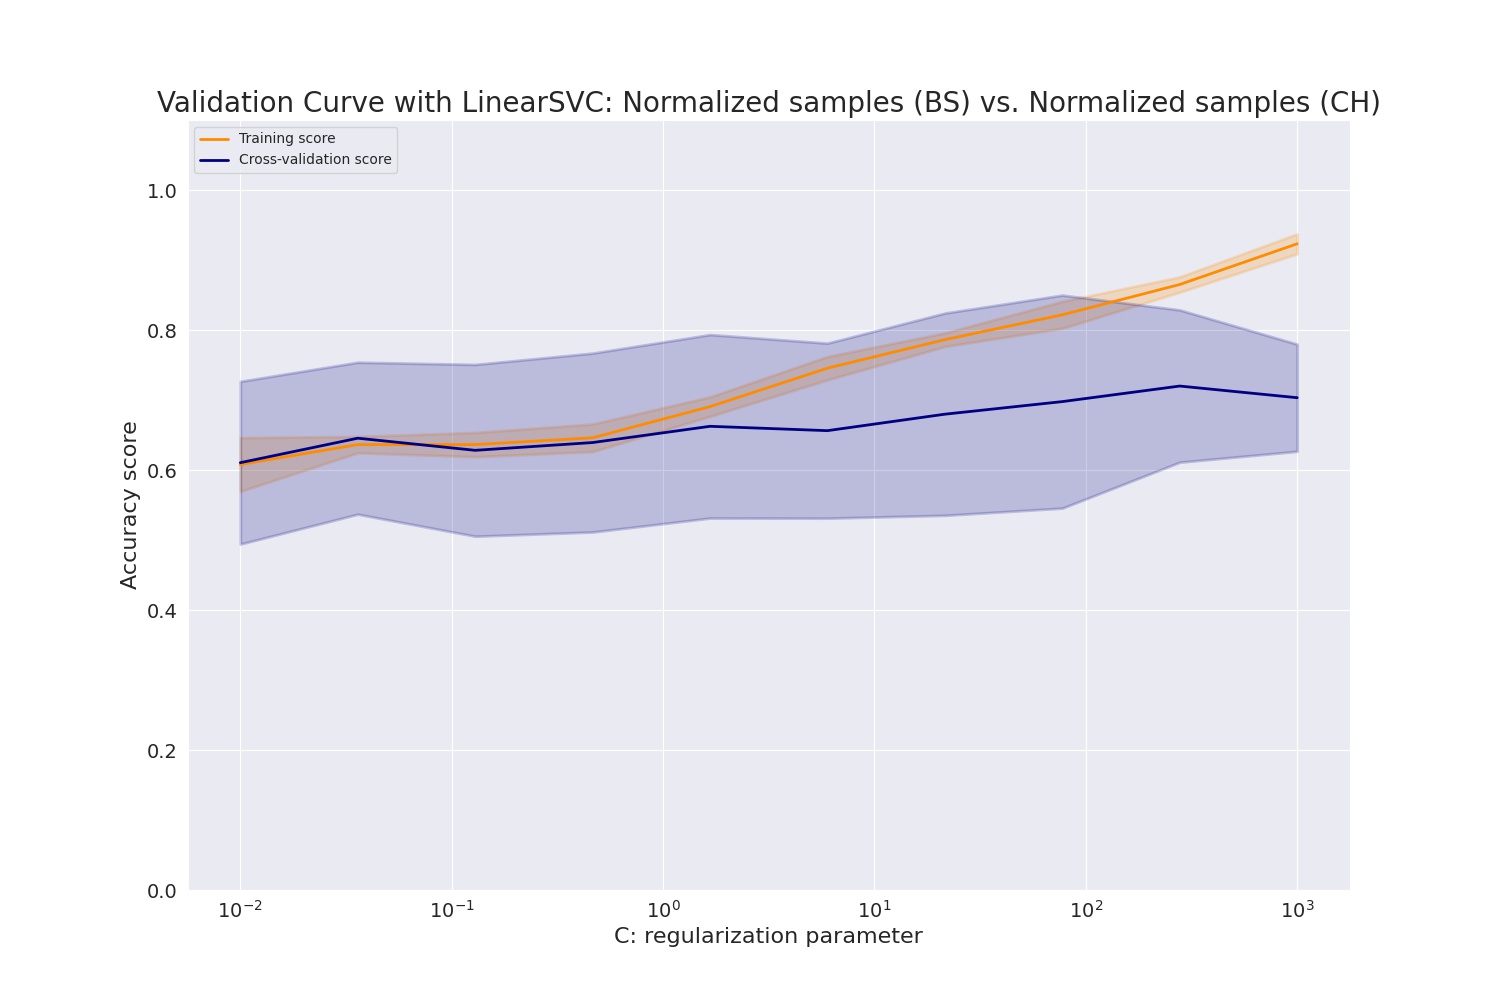 Validation Curve with LinearSVC: Normalized samples (BS) vs. Normalized samples (CH)
Training score
Cross-validation score
1.0
0.8
0.6
0.4
0.2
0.0
Accuracy score
10⁻² 10⁻¹ 10⁰ 10¹ 10² 10³
C: regularization parameter